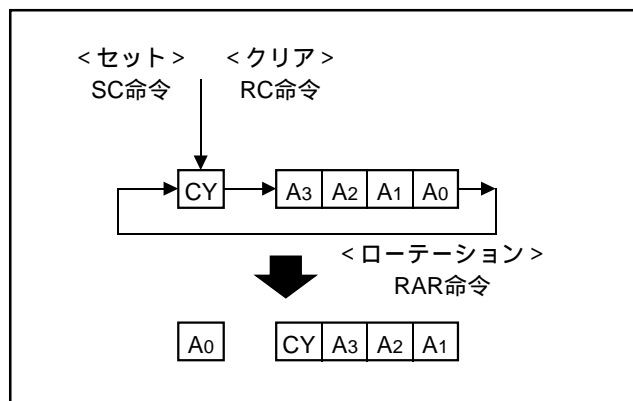 <セット> <クリア>
SC命令 RC命令
CY A3 A2 A1 A0
<ローテーション>
RAR命令
A0 CY A3 A2 A1